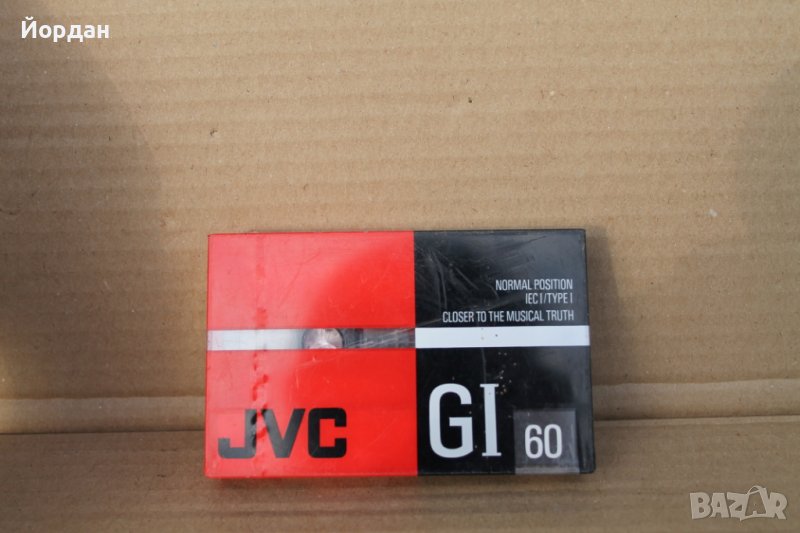 Йордан
NORMAL POSITION
IEC I/TYPE I
CLOSER TO THE MUSICAL TRUTH
JVC
GI 60
BAZAR